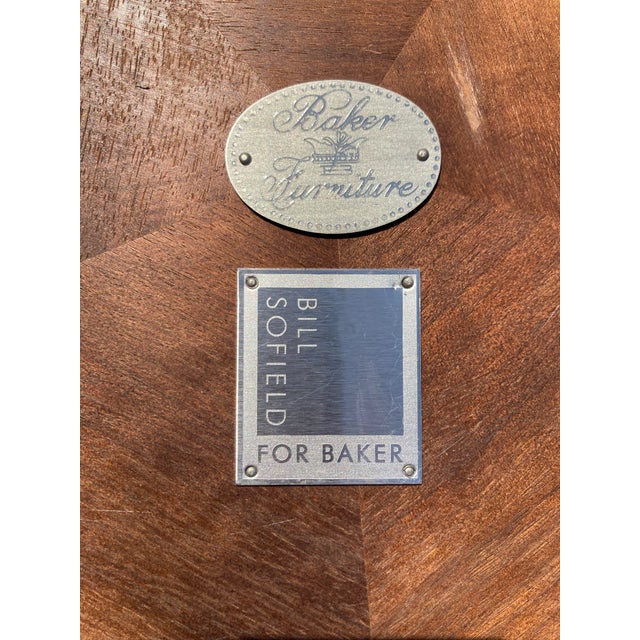 Baker
Furniture
BILL
SOFIELD
FOR BAKER